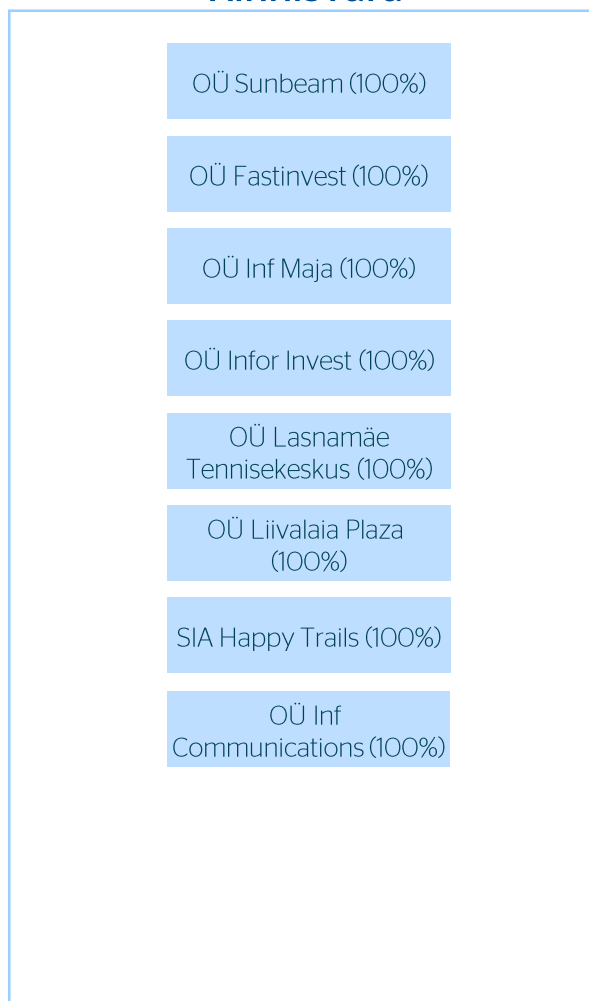 OÜ Sunbeam (100%)
OÜ Fastinvest (100%)
OÜ Inf Maja (100%)
OÜ Infor Invest (100%)
OÜ Lasnamäe
Tennisekeskus (100%)
OÜ Liivalaia Plaza
(100%)
SIA Happy Trails (100%)
OÜ Inf
Communications (100%)